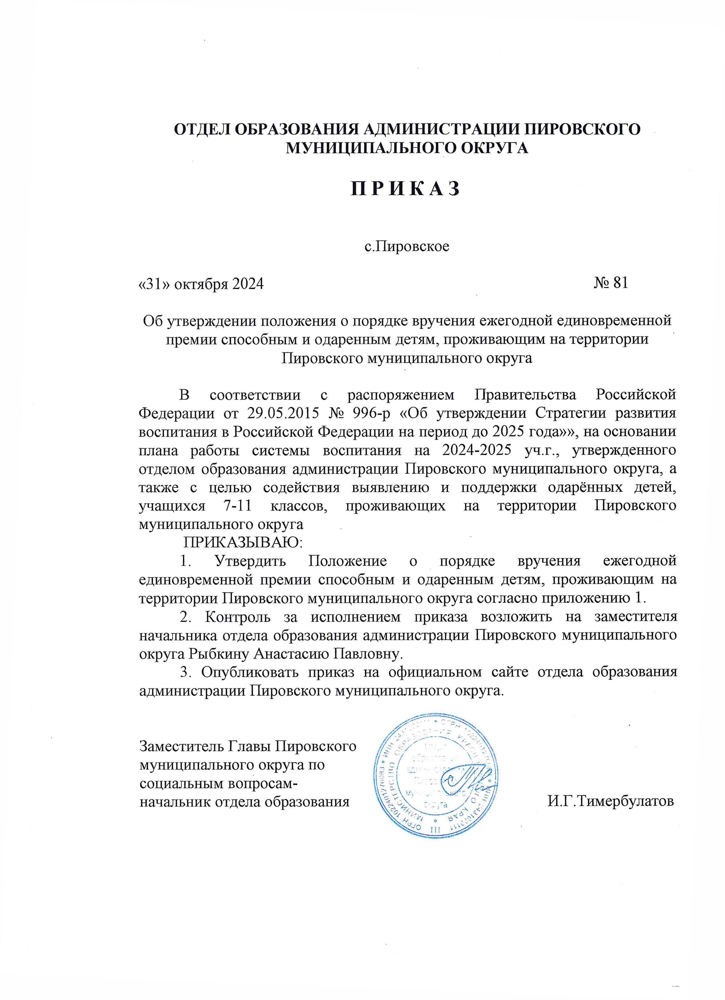 ОТДЕЛ ОБРАЗОВАНИЯ АДМИНИСТРАЦИИ ПИРОВСКОГО
МУНИЦИПАЛЬНОГО ОКРУГА
П Р И К А З
с.Пировское
«31» октября 2024 № 81
Об утверждении положения о порядке вручения ежегодной единовременной
премии способным и одаренным детям, проживающим на территории
Пировского муниципального округа
В соответствии с распоряжением Правительства Российской
Федерации от 29.05.2015 № 996-р «Об утверждении Стратегии развития
воспитания в Российской Федерации на период до 2025 года»», на основании
плана работы системы воспитания на 2024-2025 уч.г., утвержденного
отделом образования администрации Пировского муниципального округа, а
также с целью содействия выявлению и поддержки одарённых детей,
учащихся 7-11 классов, проживающих на территории Пировского
муниципального округа
ПРИКАЗЫВАЮ:
1. Утвердить Положение о порядке вручения ежегодной
единовременной премии способным и одаренным детям, проживающим на
территории Пировского муниципального округа согласно приложению 1.
2. Контроль за исполнением приказа возложить на заместителя
начальника отдела образования администрации Пировского муниципального
округа Рыбкину Анастасию Павловну.
3. Опубликовать приказ на официальном сайте отдела образования
администрации Пировского муниципального округа.
Заместитель Главы Пировского
муниципального округа по
социальным вопросам-
начальник отдела образования И.Г.Тимербулатов
ОГРН 1022401276083 * ИНН
МИНИСТЕРСТВО ОБРАЗОВАНИЯ
КРАЯ
округа